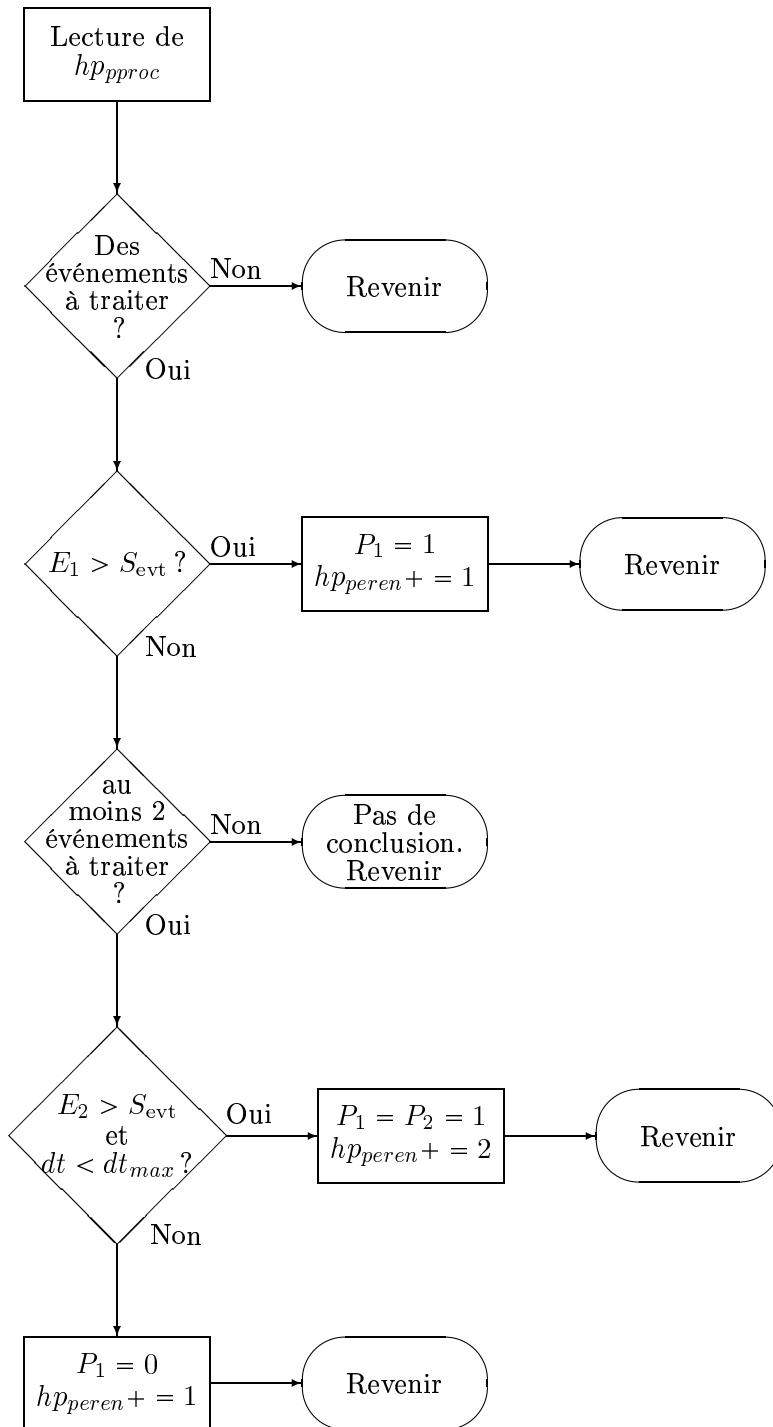 Lecture de
hp_pproc
Des
événements
à traiter
?
Non
Revenir
Oui
E_1 > S_evt ?
Oui
P_1 = 1
hp_peren + = 1
Revenir
Non
au
moins 2
événements
à traiter
?
Non
Pas de
conclusion.
Revenir
Oui
E_2 > S_evt
et
dt < dt_max ?
Oui
P_1 = P_2 = 1
hp_peren + = 2
Revenir
Non
P_1 = 0
hp_peren + = 1
Revenir